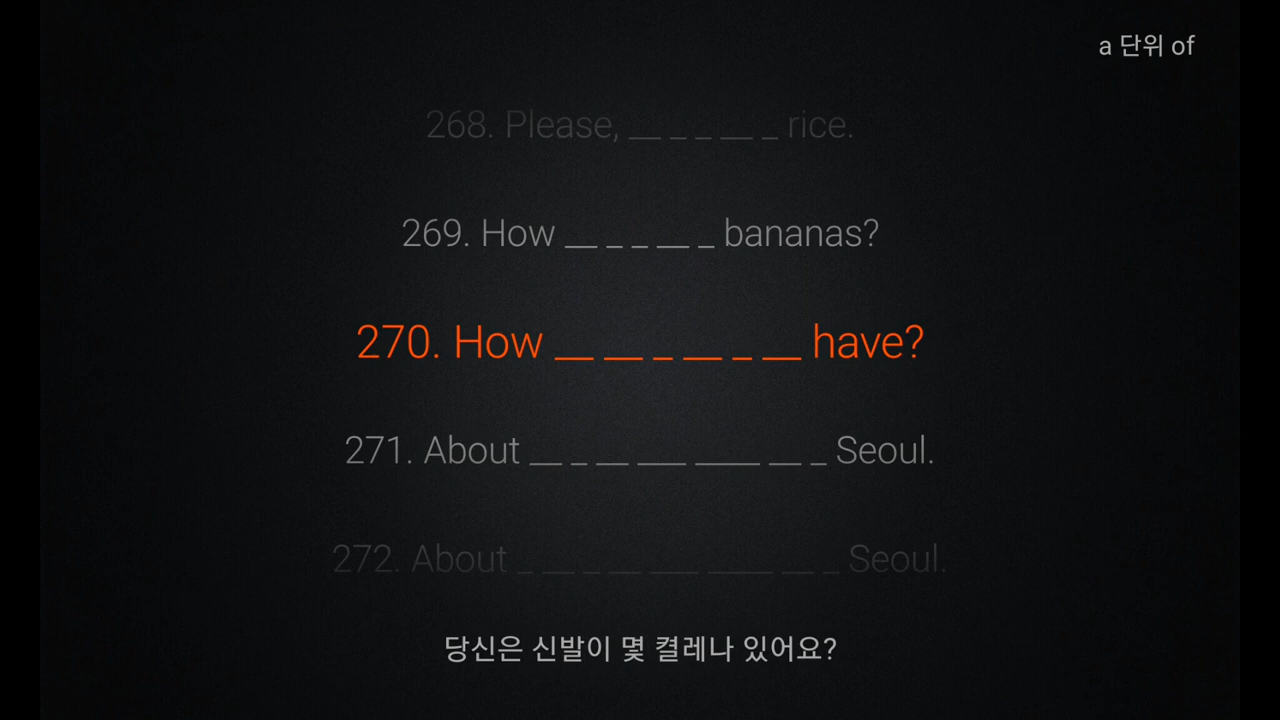 a 단위 of
268. Please, __ _ _ __ _ rice.
269. How __ _ _ __ _ bananas?
270. How __ __ _ __ _ __ have?
271. About __ _ __ ___ ____ __ _ Seoul.
272. About _ __ _ __ ___ ____ __ _ Seoul.
당신은 신발이 몇 켤레나 있어요?